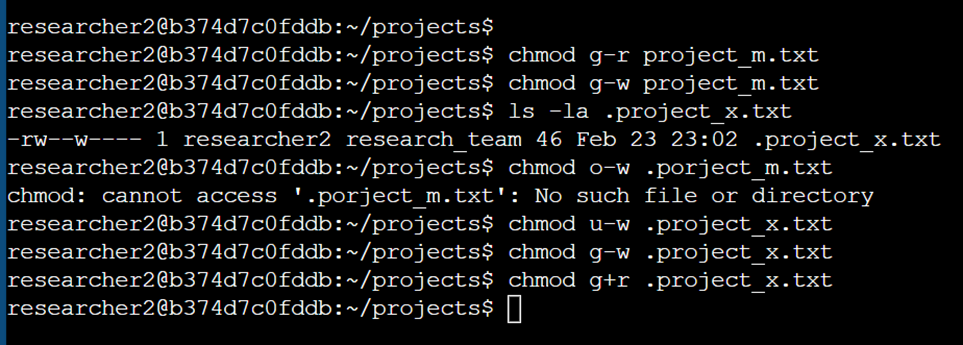 researcher2@b374d7c0fddb:~/projects$
researcher2@b374d7c0fddb:~/projects$ chmod g-r project_m.txt
researcher2@b374d7c0fddb:~/projects$ chmod g-w project_m.txt
researcher2@b374d7c0fddb:~/projects$ ls -la .project_x.txt
-rw--w---- 1 researcher2 research_team 46 Feb 23 23:02 .project_x.txt
researcher2@b374d7c0fddb:~/projects$ chmod o-w .porject_m.txt
chmod: cannot access '.porject_m.txt': No such file or directory
researcher2@b374d7c0fddb:~/projects$ chmod u-w .project_x.txt
researcher2@b374d7c0fddb:~/projects$ chmod g-w .project_x.txt
researcher2@b374d7c0fddb:~/projects$ chmod g+r .project_x.txt
researcher2@b374d7c0fddb:~/projects$